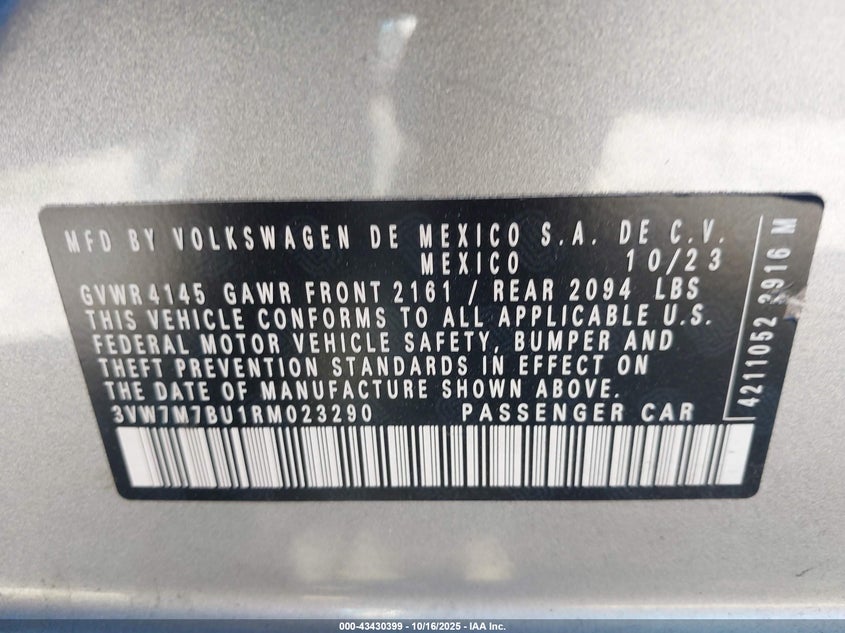 MFD BY VOLKSWAGEN DE MEXICO S.A. DE C.V.
MEXICO 10/23
GVWR 4145 GAWR FRONT 2161 / REAR 2094 LBS
THIS VEHICLE CONFORMS TO ALL APPLICABLE U.S.
FEDERAL MOTOR VEHICLE SAFETY, BUMPER AND
THEFT PREVENTION STANDARDS IN EFFECT ON
THE DATE OF MANUFACTURE SHOWN ABOVE.
3VW7M7BU1RM023290 PASSENGER CAR
4211052 3916 M
000-43430399 - 10/16/2025 - IAA Inc.